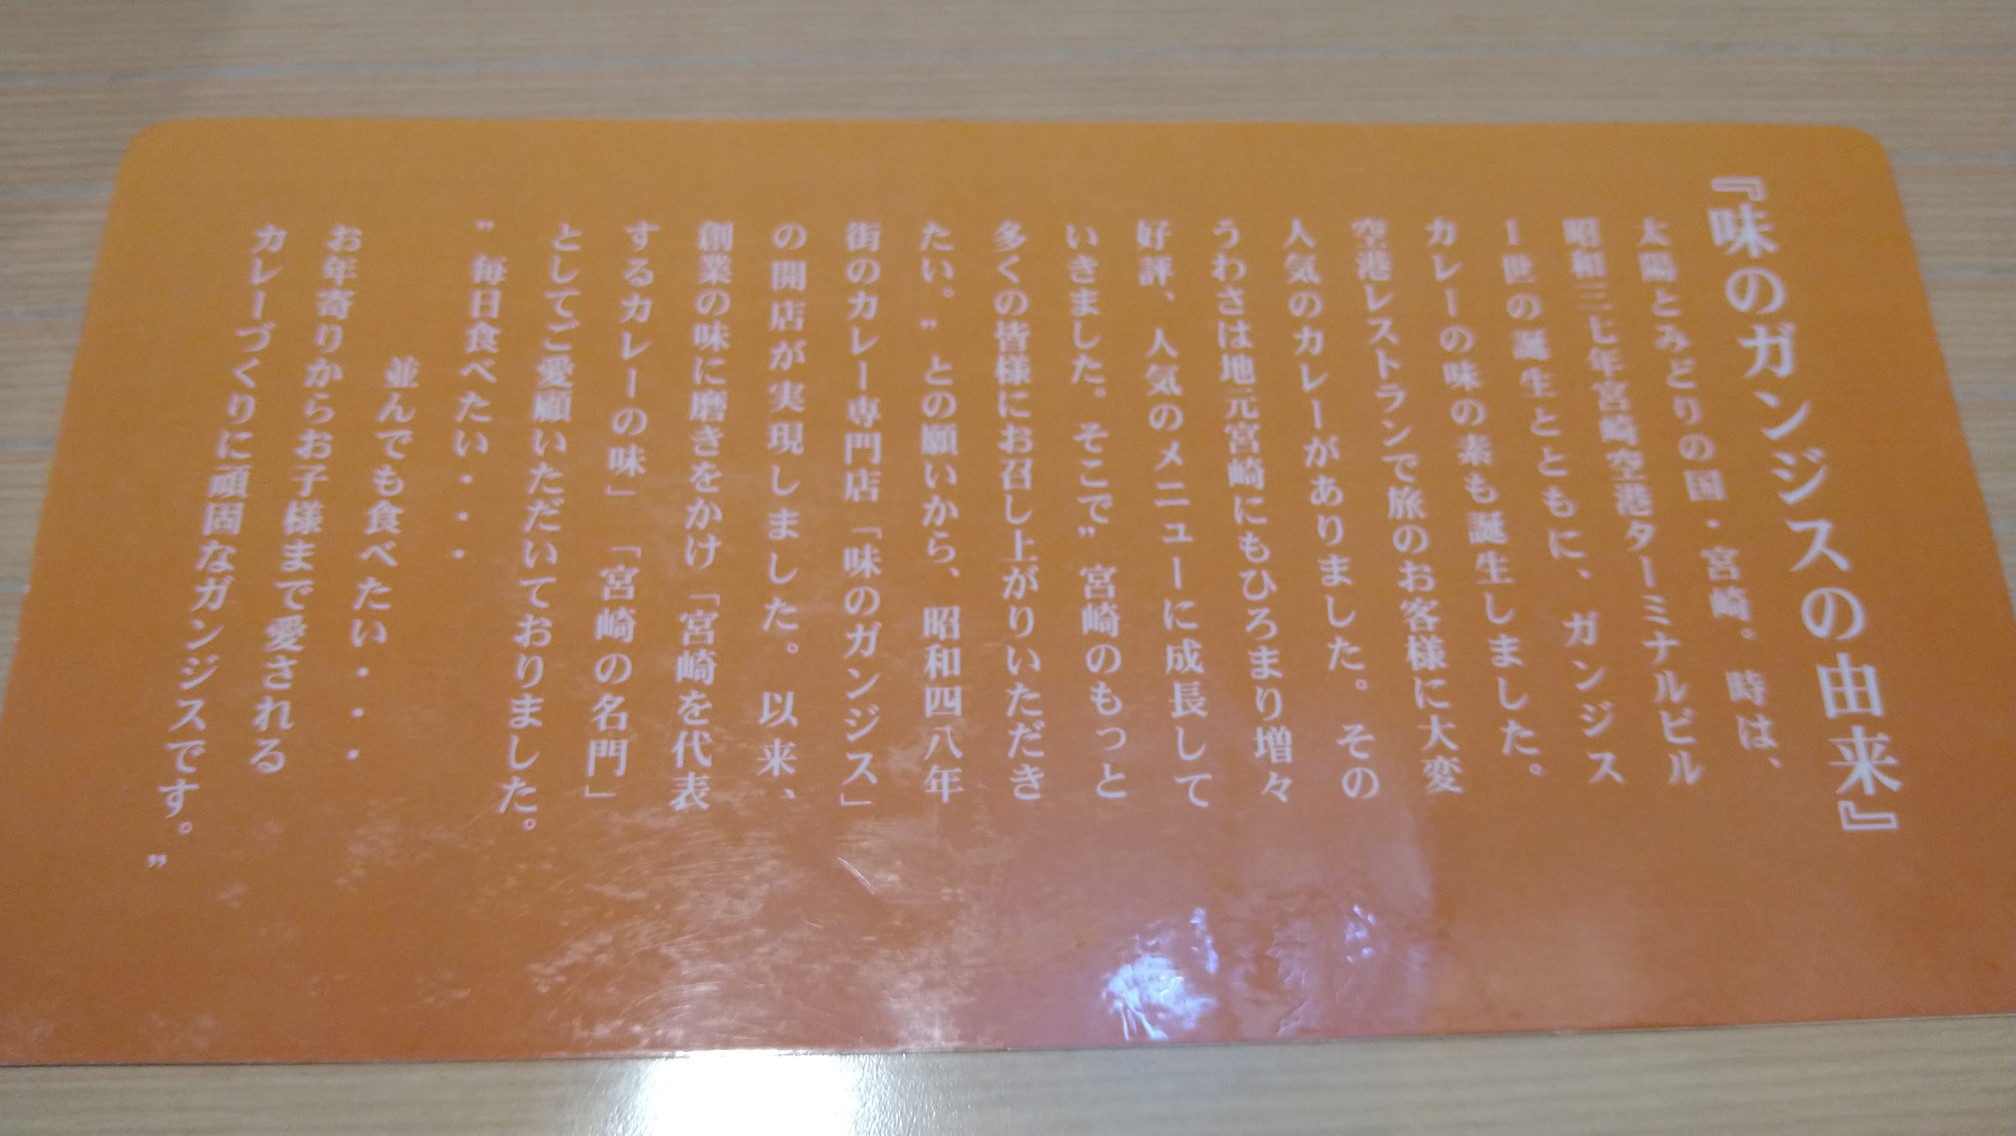 『味のガンジスの由来』
太陽とみどりの国・宮崎。時は、
昭和三七年宮崎空港ターミナルビル
1世の誕生とともに、ガンジス
カレーの味の素も誕生しました。
空港レストランで旅のお客様に大変
人気のカレーがありました。その
うわさは地元宮崎にもひろまり増々
好評、人気のメニューに成長して
いきました。そこで”宮崎のもっと
多くの皆様にお召し上がりいただき
たい。”との願いから、昭和四八年
街のカレー専門店「味のガンジス」
の開店が実現しました。以来、
創業の味に磨きをかけ「宮崎を代表
するカレーの味」「宮崎の名門」
としてご愛顧いただいておりました。
”毎日食べたい・・・
並んでも食べたい・・・
お年寄りからお子様まで愛される
カレーづくりに頑固なガンジスです。”